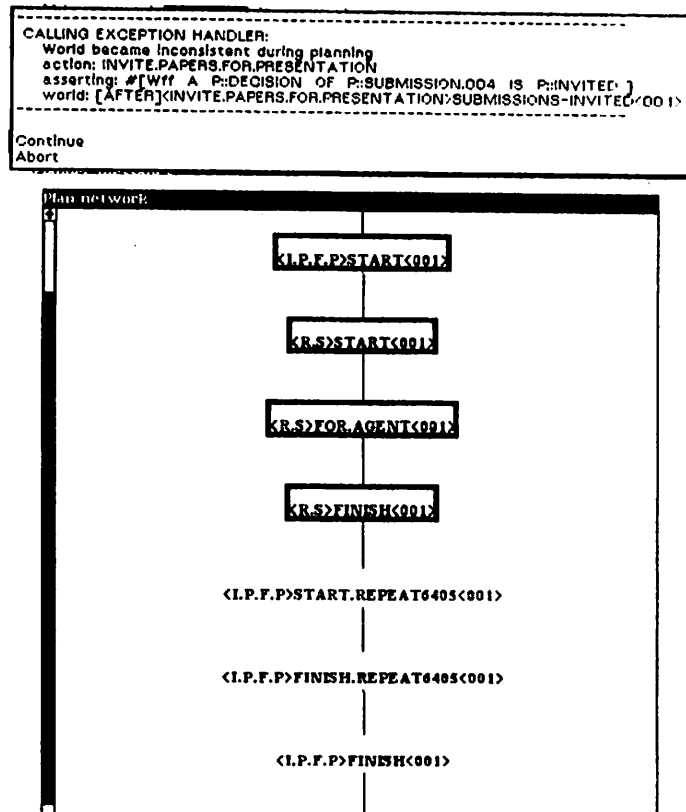 CALLING EXCEPTION HANDLER:
World became inconsistent during planning
action: INVITE.PAPERS.FOR.PRESENTATION
asserting: #[Wff A P::DECISION OF P::SUBMISSION.004 IS P::INVITED ]
world: [AFTER]<INVITE.PAPERS.FOR.PRESENTATION>SUBMISSIONS-INVITED<001>
Continue
Abort
Plan network
<I.P.F.P>START<001>
<R.S>START<001>
<R.S>FOR.AGENT<001>
<R.S>FINISH<001>
<I.P.F.P>START.REPEAT6405<001>
<I.P.F.P>FINISH.REPEAT6405<001>
<I.P.F.P>FINISH<001>